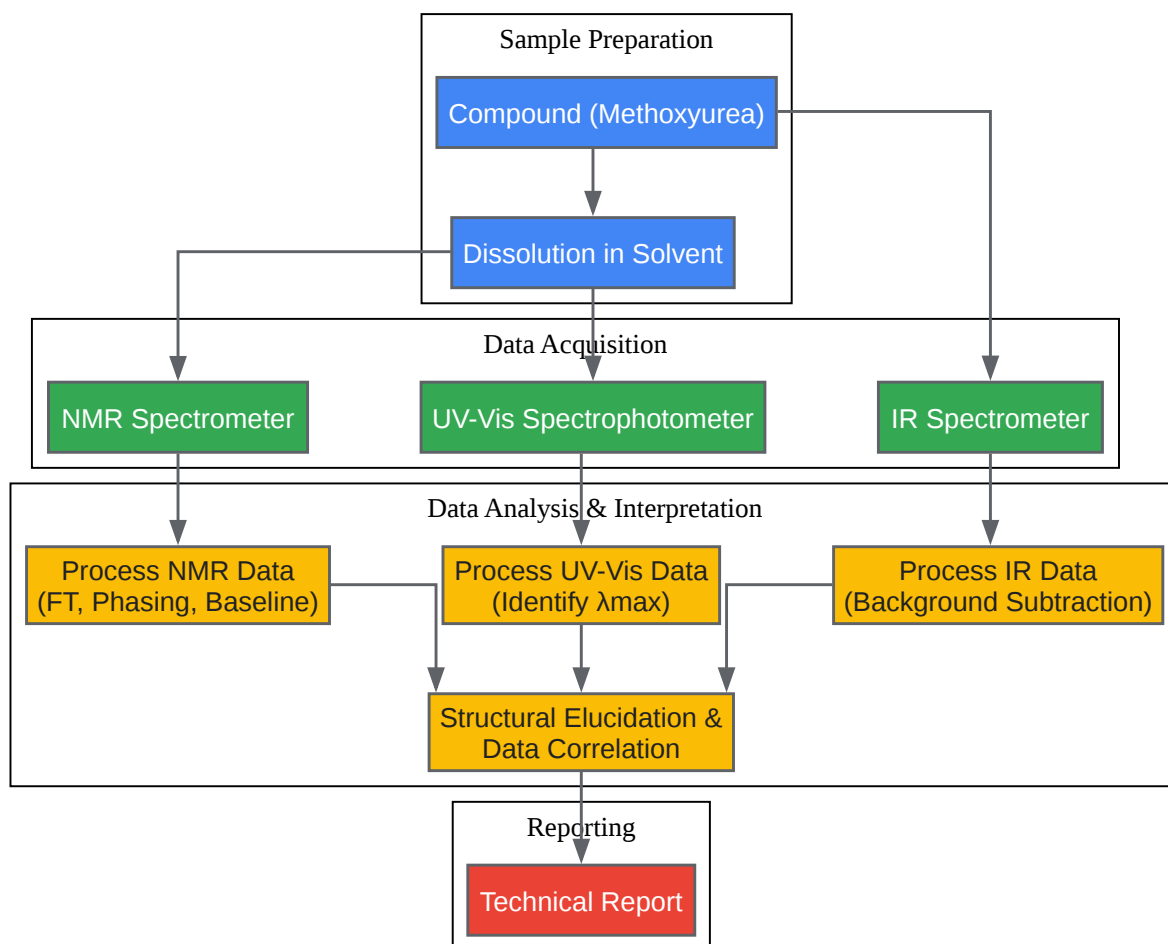 Sample Preparation
Compound (Methoxyurea)
Dissolution in Solvent
Data Acquisition
NMR Spectrometer
UV-Vis Spectrophotometer
IR Spectrometer
Data Analysis & Interpretation
Process NMR Data
(FT, Phasing, Baseline)
Process UV-Vis Data
(Identify λmax)
Process IR Data
(Background Subtraction)
Structural Elucidation &
Data Correlation
Reporting
Technical Report